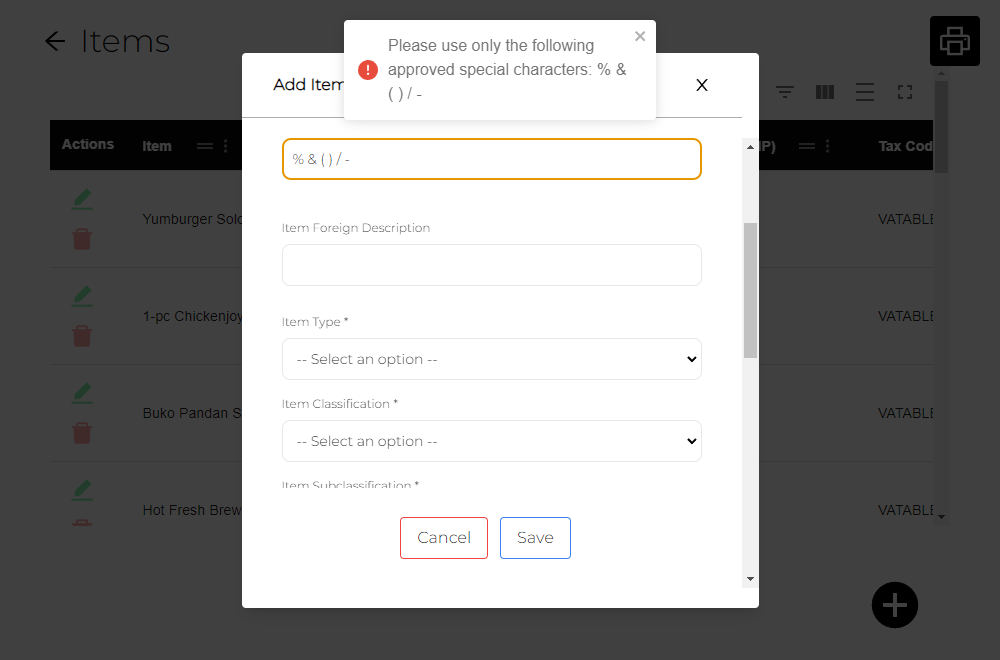 Items
Please use only the following
approved special characters: % &
( ) / -
Add Item
X
Actions
Item
Tax Cod
% & ( ) / -
Item Foreign Description
Item Type *
-- Select an option --
Item Classification *
-- Select an option --
Item Subclassification *
Cancel
Save
Yumburger Solo
VATABLE
1-pc Chickenjoy
VATABLE
Buko Pandan S
VATABLE
Hot Fresh Brew
VATABLE